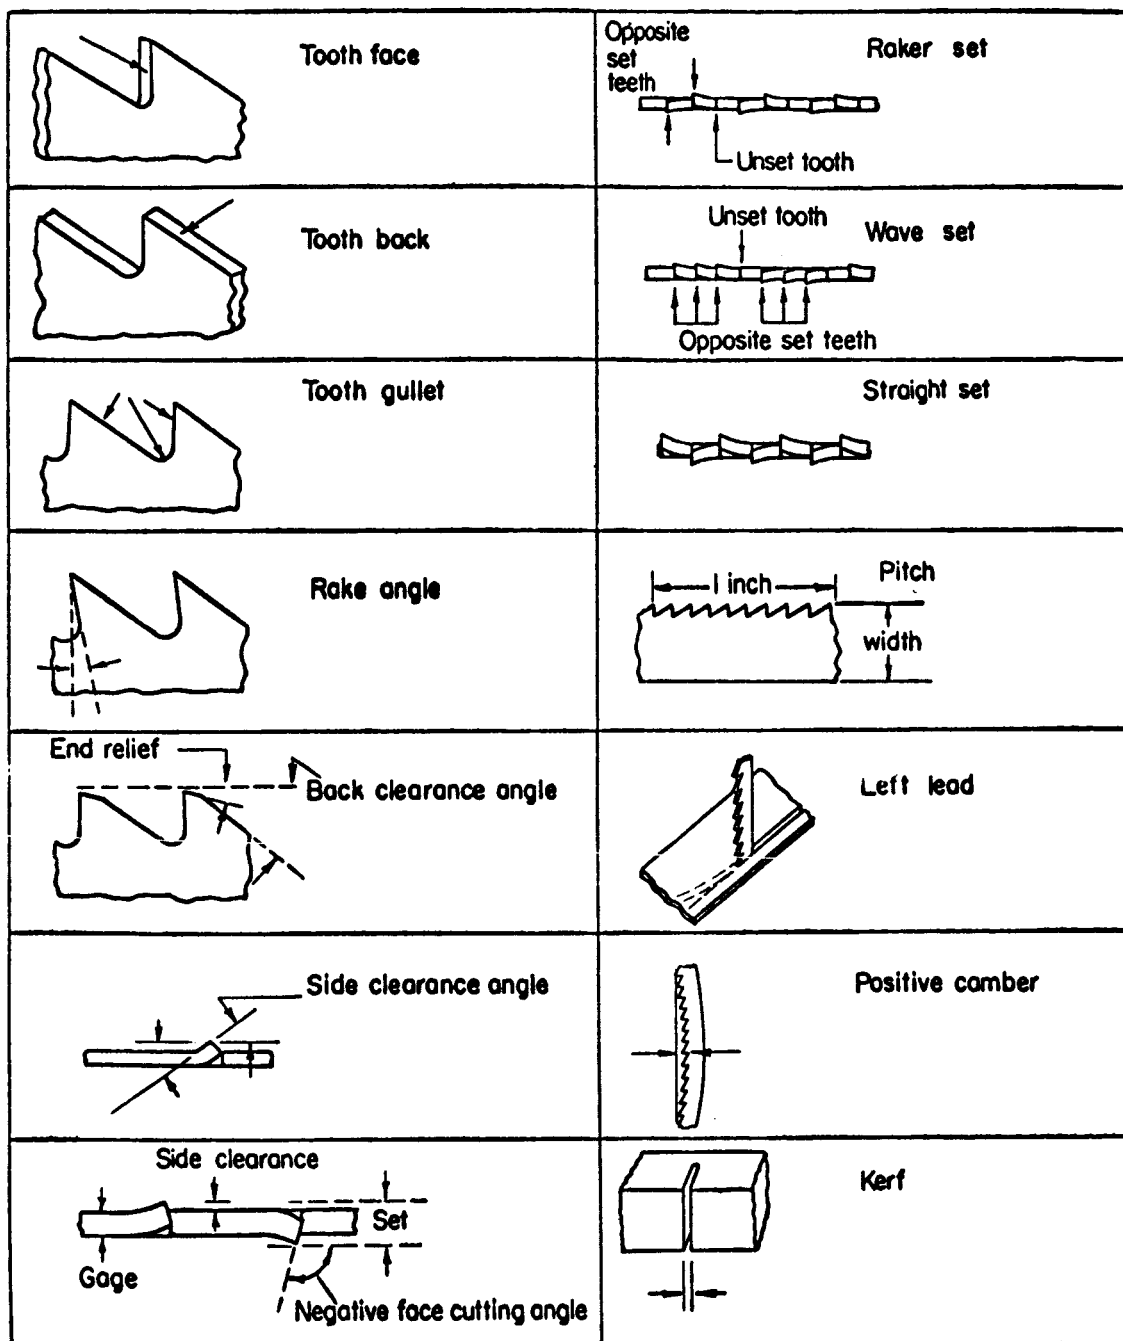 Tooth face
Opposite
set
teeth
Raker set
Unset tooth
Tooth back
Unset tooth
Wave set
Opposite set teeth
Tooth gullet
Straight set
Rake angle
1 inch
Pitch
width
End relief
Back clearance angle
Left lead
Side clearance angle
Positive camber
Side clearance
Set
Gage
Negative face cutting angle
Kerf